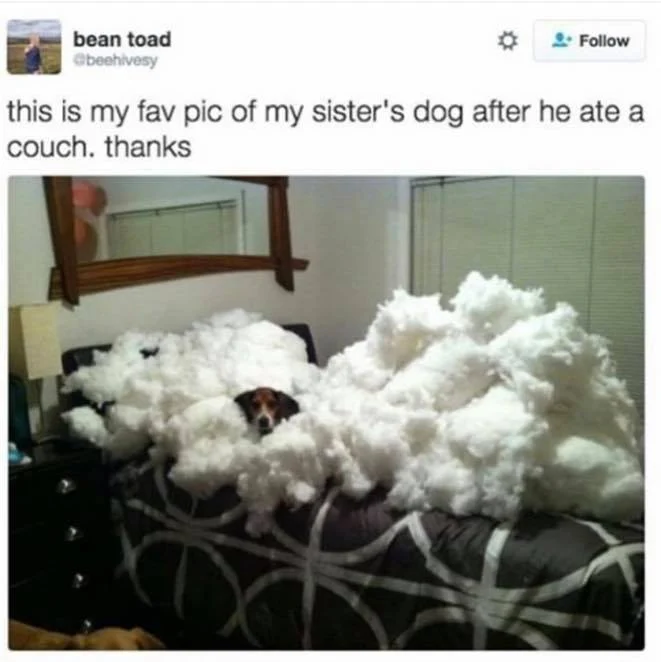 bean toad
@beehivesy
Follow
this is my fav pic of my sister's dog after he ate a
couch. thanks